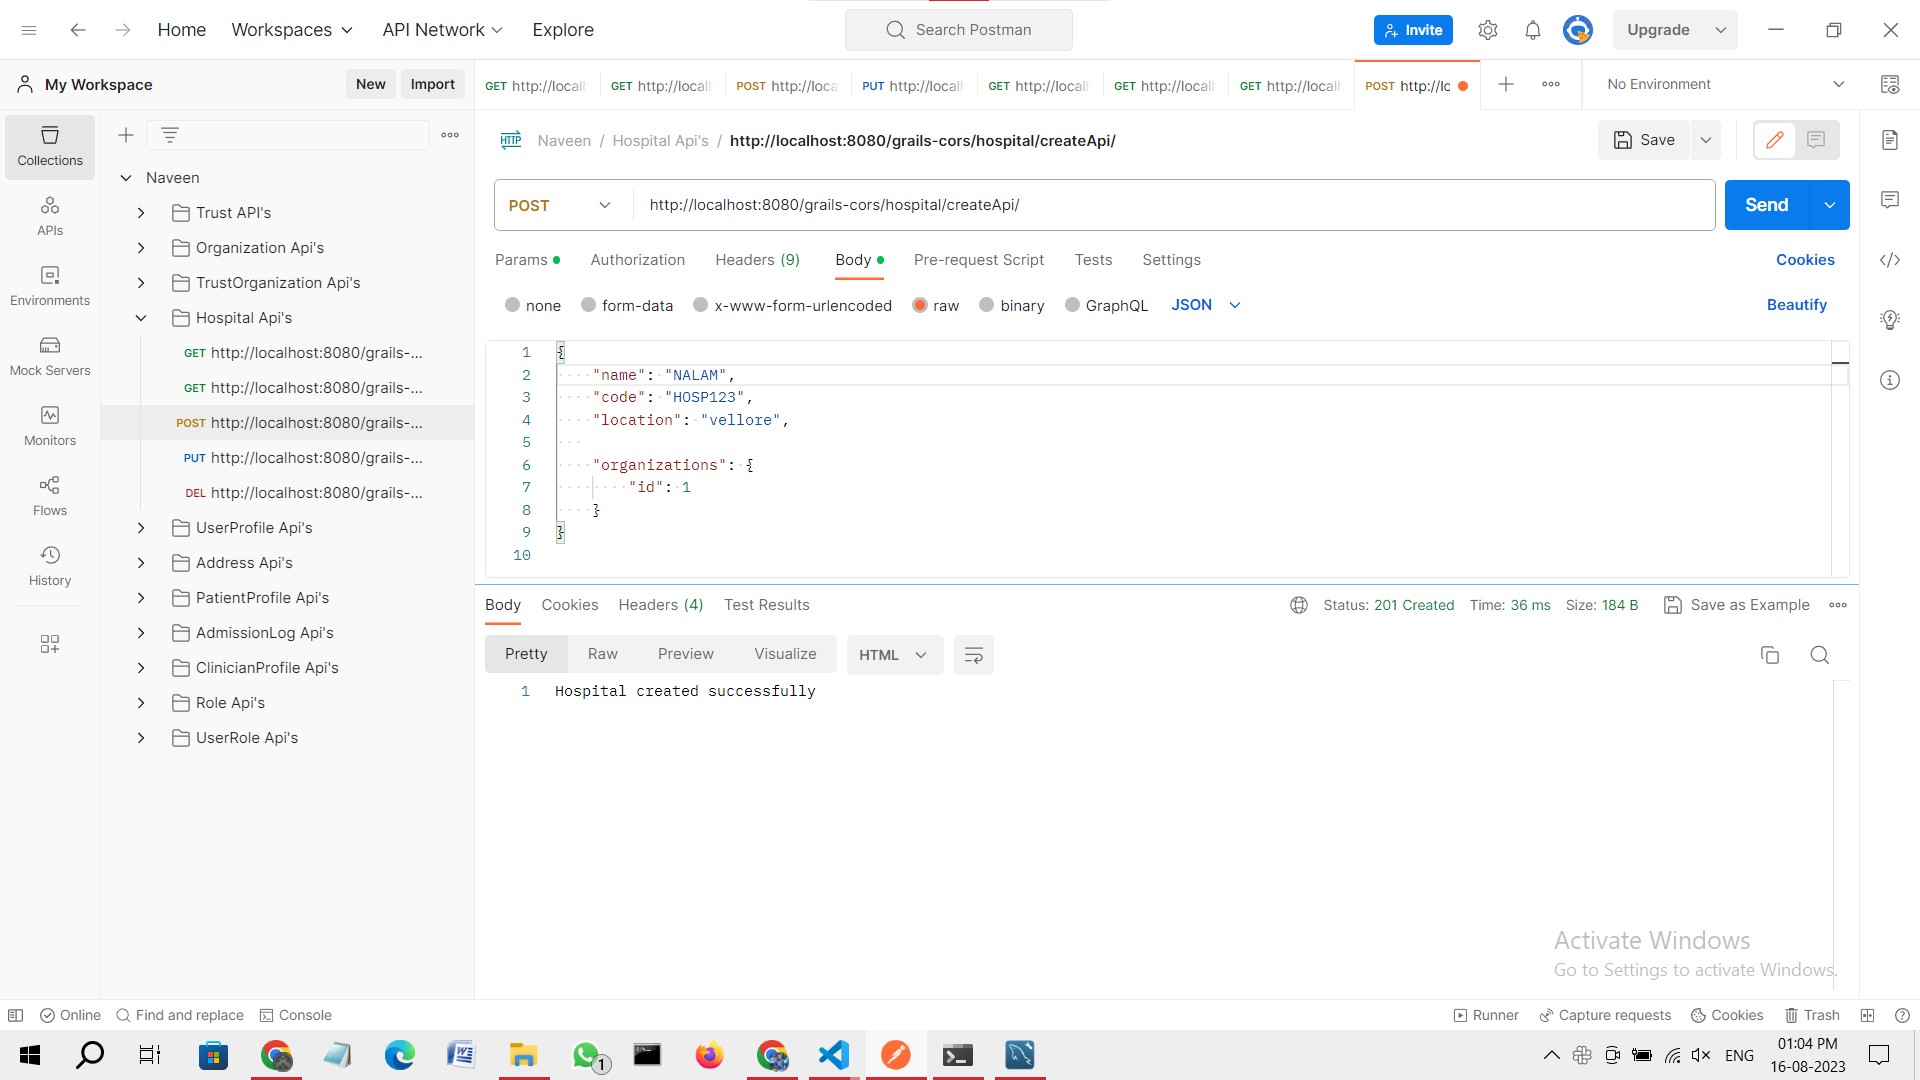 Home Workspaces API Network Explore
Search Postman
Invite
Upgrade
My Workspace New Import
GET http://local
GET http://local
POST http://loca
PUT http://local
GET http://local
GET http://local
GET http://local
POST http://lo
No Environment
Collections
APIs
Environments
Mock Servers
Monitors
Flows
History
Naveen
Trust API's
Organization Api's
TrustOrganization Api's
Hospital Api's
GET http://localhost:8080/grails-...
GET http://localhost:8080/grails-...
POST http://localhost:8080/grails-...
PUT http://localhost:8080/grails-...
DEL http://localhost:8080/grails-...
UserProfile Api's
Address Api's
PatientProfile Api's
AdmissionLog Api's
ClinicianProfile Api's
Role Api's
UserRole Api's
HTTP Naveen / Hospital Api's / http://localhost:8080/grails-cors/hospital/createApi/
Save
POST http://localhost:8080/grails-cors/hospital/createApi/ Send
Params Authorization Headers (9) Body Pre-request Script Tests Settings Cookies
none form-data x-www-form-urlencoded raw binary GraphQL JSON Beautify
1 {
2 "name": "NALAM",
3 "code": "HOSP123",
4 "location": "vellore",
5
6 "organizations": {
7 "id": 1
8 }
9 }
10
Body Cookies Headers (4) Test Results Status: 201 Created Time: 36 ms Size: 184 B Save as Example
Pretty Raw Preview Visualize HTML
1 Hospital created successfully
Activate Windows
Go to Settings to activate Windows.
Online Find and replace Console Runner Capture requests Cookies Trash
1
ENG
01:04 PM
16-08-2023